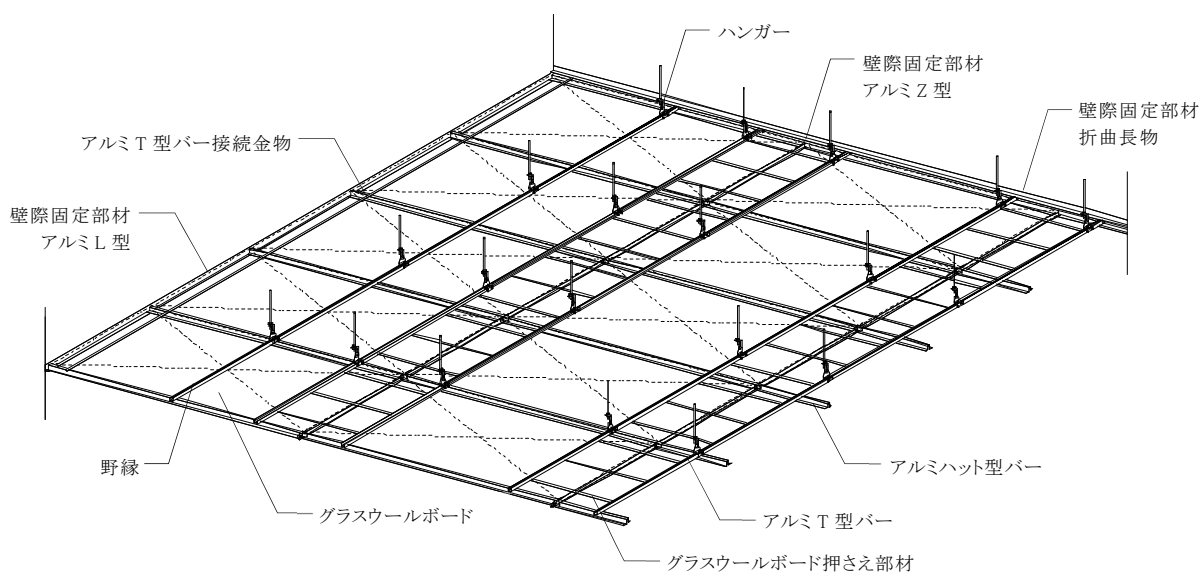 ハンガー
壁際固定部材
アルミZ型
壁際固定部材
折曲長物
アルミT型バー接続金物
壁際固定部材
アルミL型
野縁
アルミハット型バー
グラスウールボード
アルミT型バー
グラスウールボード押さえ部材